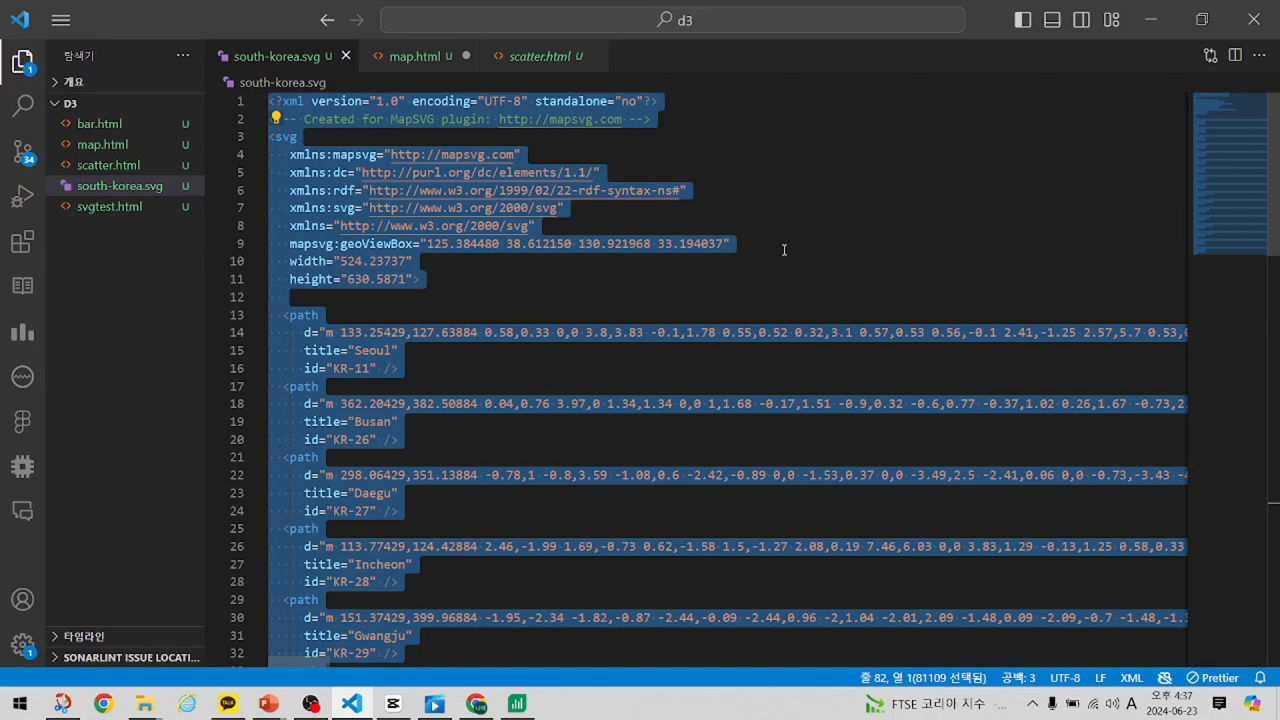 d3
탐색기
개요
D3
bar.html U
map.html U
scatter.html U
south-korea.svg U
svgtest.html U
타임라인
SONARLINT ISSUE LOCATI...
south-korea.svg U
map.html U
scatter.html U
south-korea.svg
1 <?xml version="1.0" encoding="UTF-8" standalone="no"?>
2 -- Created for MapSVG plugin: http://mapsvg.com -->
3 <svg
4 xmlns:mapsvg="http://mapsvg.com"
5 xmlns:dc="http://purl.org/dc/elements/1.1/"
6 xmlns:rdf="http://www.w3.org/1999/02/22-rdf-syntax-ns#"
7 xmlns:svg="http://www.w3.org/2000/svg"
8 xmlns="http://www.w3.org/2000/svg"
9 mapsvg:geoViewBox="125.384480 38.612150 130.921968 33.194037"
10 width="524.23737"
11 height="630.5871">
12
13 <path
14 d="m 133.25429,127.63884 0.58,0.33 0,0 3.8,3.83 -0.1,1.78 0.55,0.52 0.32,3.1 0.57,0.53 0.56,-0.1 2.41,-1.25 2.57,5.7 0.53,
15 title="Seoul"
16 id="KR-11" />
17 <path
18 d="m 362.20429,382.50884 0.04,0.76 3.97,0 1.34,1.34 0,0 1,1.68 -0.17,1.51 -0.9,0.32 -0.6,0.77 -0.37,1.02 0.26,1.67 -0.73,2.
19 title="Busan"
20 id="KR-26" />
21 <path
22 d="m 298.06429,351.13884 -0.78,1 -0.8,3.59 -1.08,0.6 -2.42,-0.89 0,0 -1.53,0.37 0,0 -3.49,2.5 -2.41,0.06 0,0 -0.73,-3.43 -
23 title="Daegu"
24 id="KR-27" />
25 <path
26 d="m 113.77429,124.42884 2.46,-1.99 1.69,-0.73 0.62,-1.58 1.5,-1.27 2.08,0.19 7.46,6.03 0,0 3.83,1.29 -0.13,1.25 0.58,0.33
27 title="Incheon"
28 id="KR-28" />
29 <path
30 d="m 151.37429,399.96884 -1.95,-2.34 -1.82,-0.87 -2.44,-0.09 -2.44,0.96 -2,1.04 -2.01,2.09 -1.48,0.09 -2.09,-0.7 -1.48,-1.
31 title="Gwangju"
32 id="KR-29" />
1
34
1
줄 82, 열 1(81109 선택됨) 공백: 3 UTF-8 LF XML Prettier
TALK
FTSE 코리아 지수
오후 4:37
2024-06-23